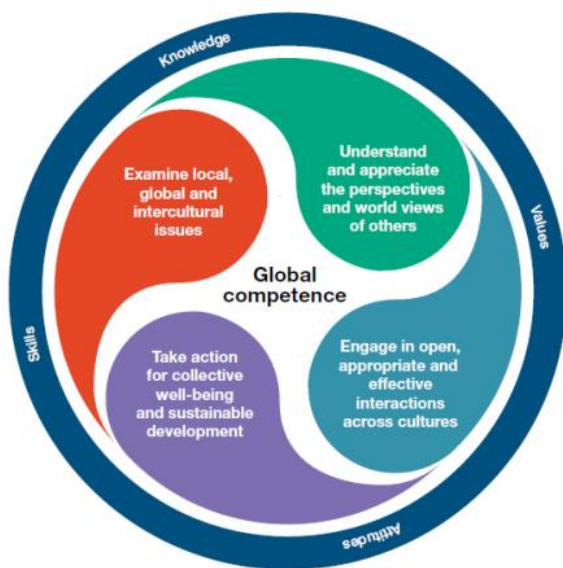 Knowledge
Examine local,
global and
intercultural
issues
Understand
and appreciate
the perspectives
and world views
of others
Values
Global
competence
Skills
Take action
for collective
well-being
and sustainable
development
Engage in open,
appropriate and
effective
interactions
across cultures
Attitudes